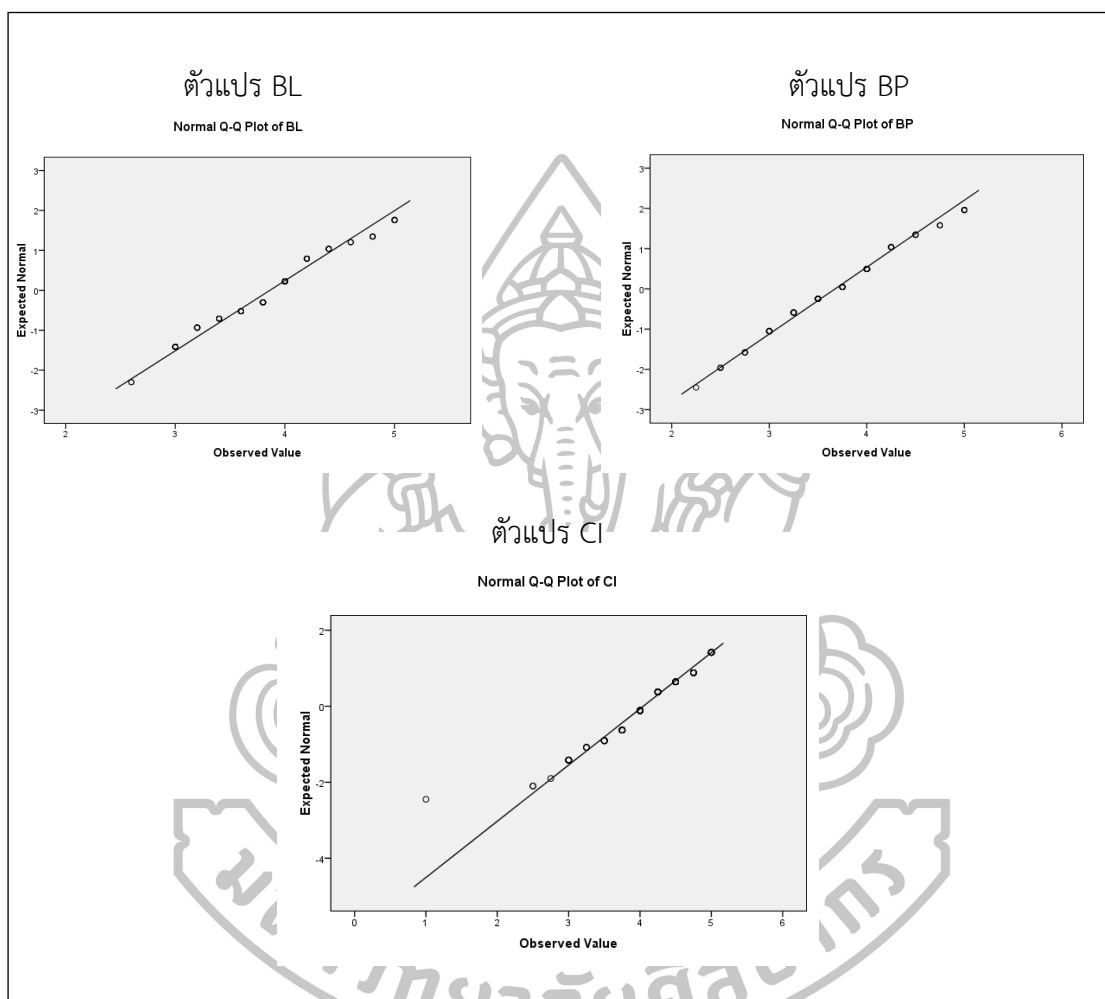 ตัวแปร BL
Normal Q-Q Plot of BL
Expected Normal
3
2
1
0
-1
-2
-3
2 3 4 5
Observed Value
ตัวแปร BP
Normal Q-Q Plot of BP
Expected Normal
3
2
1
0
-1
-2
-3
2 3 4 5 6
Observed Value
ตัวแปร CI
Normal Q-Q Plot of CI
Expected Normal
2
0
-2
-4
0 1 2 3 4 5 6
Observed Value